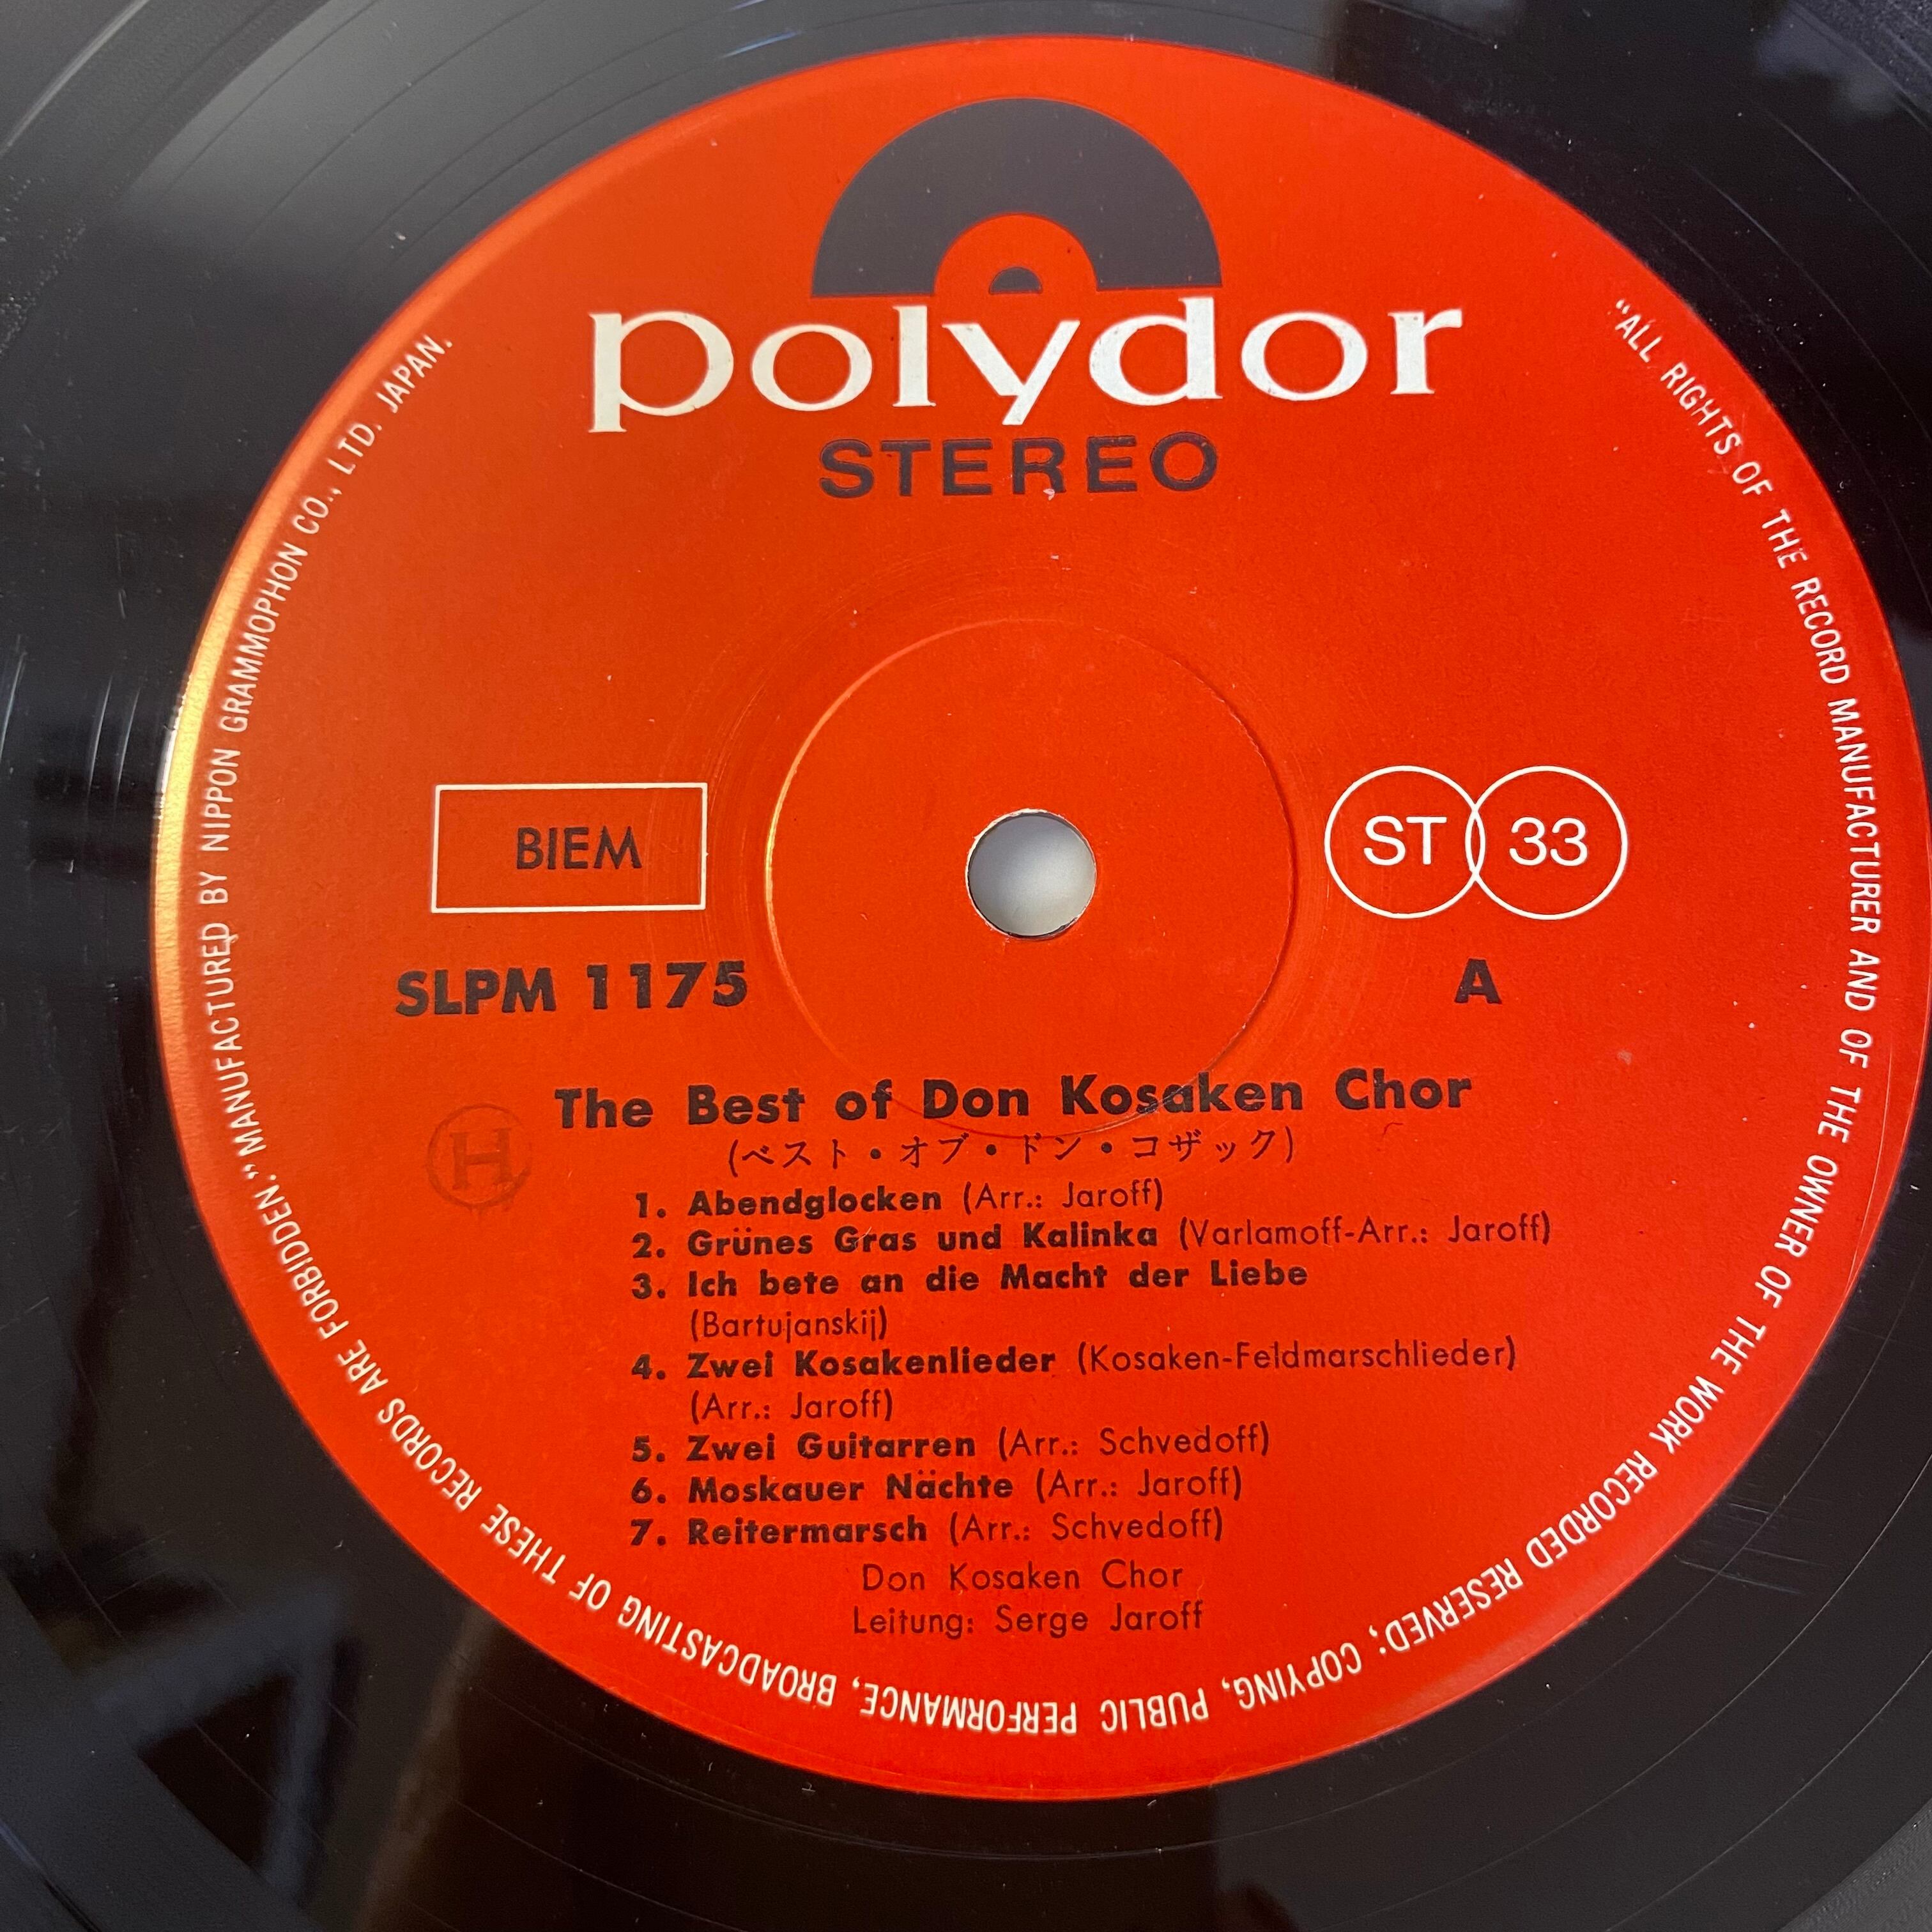 polydor
STEREO
BIEM
ST 33
SLPM 1175
A
The Best of Don Kosaken Chor
(ベスト・オブ・ドン・コザック)
H
1. Abendglocken (Arr.: Jaroff)
2. Grünes Gras und Kalinka (Varlamoff-Arr.: Jaroff)
3. Ich bete an die Macht der Liebe
(Bartujanskij)
4. Zwei Kosakenlieder (Kosaken-Feldmarschlieder)
(Arr.: Jaroff)
5. Zwei Guitarren (Arr.: Schvedoff)
6. Moskauer Nächte (Arr.: Jaroff)
7. Reitermarsch (Arr.: Schvedoff)
Don Kosaken Chor
Leitung: Serge Jaroff
“ALL RIGHTS OF THE RECORD MANUFACTURER AND OF THE OWNER OF THE WORK RECORDED RESERVED; COPYING, PUBLIC PERFORMANCE, BROADCASTING OF THESE RECORDS ARE FORBIDDEN.” MANUFACTURED BY NIPPON GRAMMOPHON CO., LTD. JAPAN.